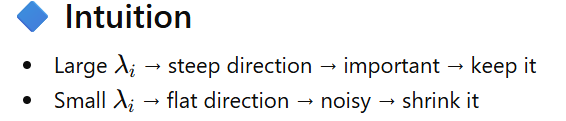 Intuition
• Large λᵢ → steep direction → important → keep it
• Small λᵢ → flat direction → noisy → shrink it